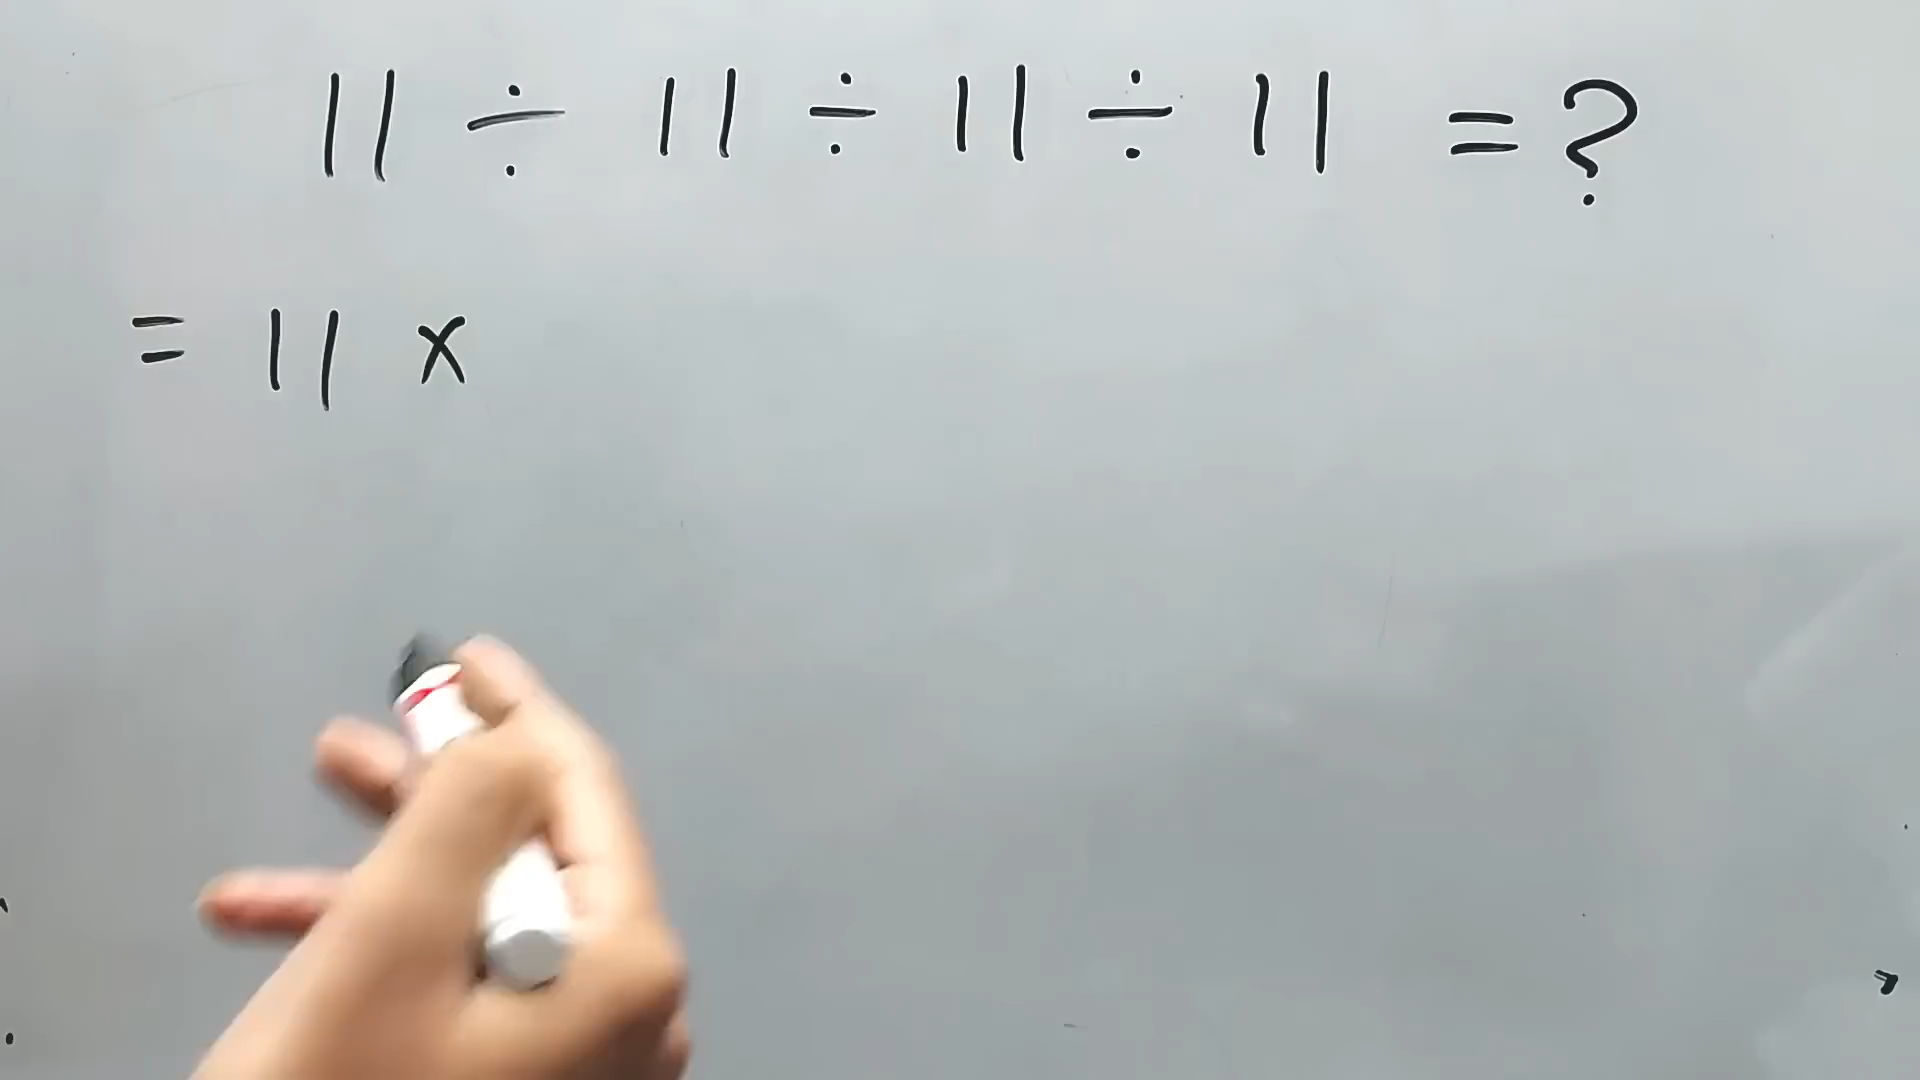 11 ÷ 11 ÷ 11 ÷ 11 = ?
= 11 x